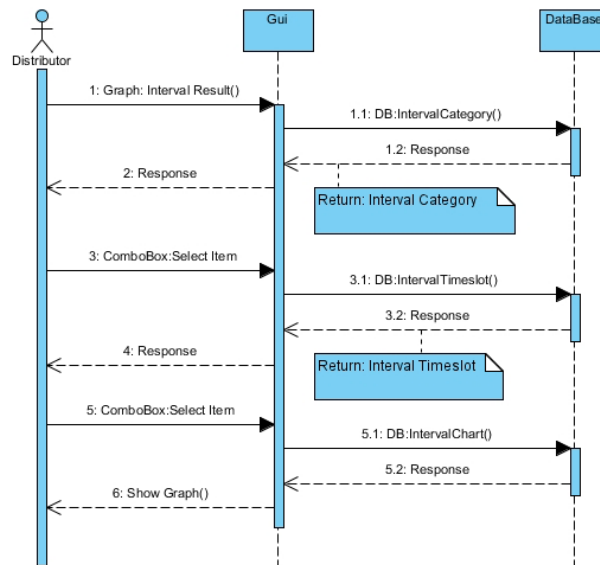 Gui
DataBase
Distributor
1: Graph: Interval Result()
1.1: DB:IntervalCategory()
1.2: Response
2: Response
Return: Interval Category
3: ComboBox:Select Item
3.1: DB:IntervalTimeslot()
3.2: Response
4: Response
Return: Interval Timeslot
5: ComboBox:Select Item
5.1: DB:IntervalChart()
5.2: Response
6: Show Graph()